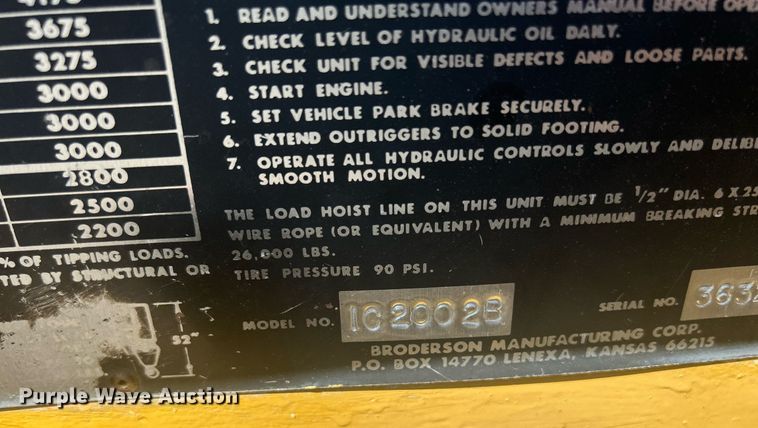 3675
3275
3000
3000
3000
2800
2500
2200
% OF TIPPING LOADS.
TED BY STRUCTURAL OR
52"
1. READ AND UNDERSTAND OWNERS MANUAL BEFORE OPE
2. CHECK LEVEL OF HYDRAULIC OIL DAILY.
3. CHECK UNIT FOR VISIBLE DEFECTS AND LOOSE PARTS.
4. START ENGINE.
5. SET VEHICLE PARK BRAKE SECURELY.
6. EXTEND OUTRIGGERS TO SOLID FOOTING.
7. OPERATE ALL HYDRAULIC CONTROLS SLOWLY AND DELIB
SMOOTH MOTION.
THE LOAD HOIST LINE ON THIS UNIT MUST BE 1/2" DIA. 6 X 25
WIRE ROPE (OR EQUIVALENT) WITH A MINIMUM BREAKING STR
26,000 LBS.
TIRE PRESSURE 90 PSI.
MODEL NO. IC2002B SERIAL NO. 363
BRODERSON MANUFACTURING CORP.
P.O. BOX 14770 LENEXA, KANSAS 66215
Purple Wave Auction